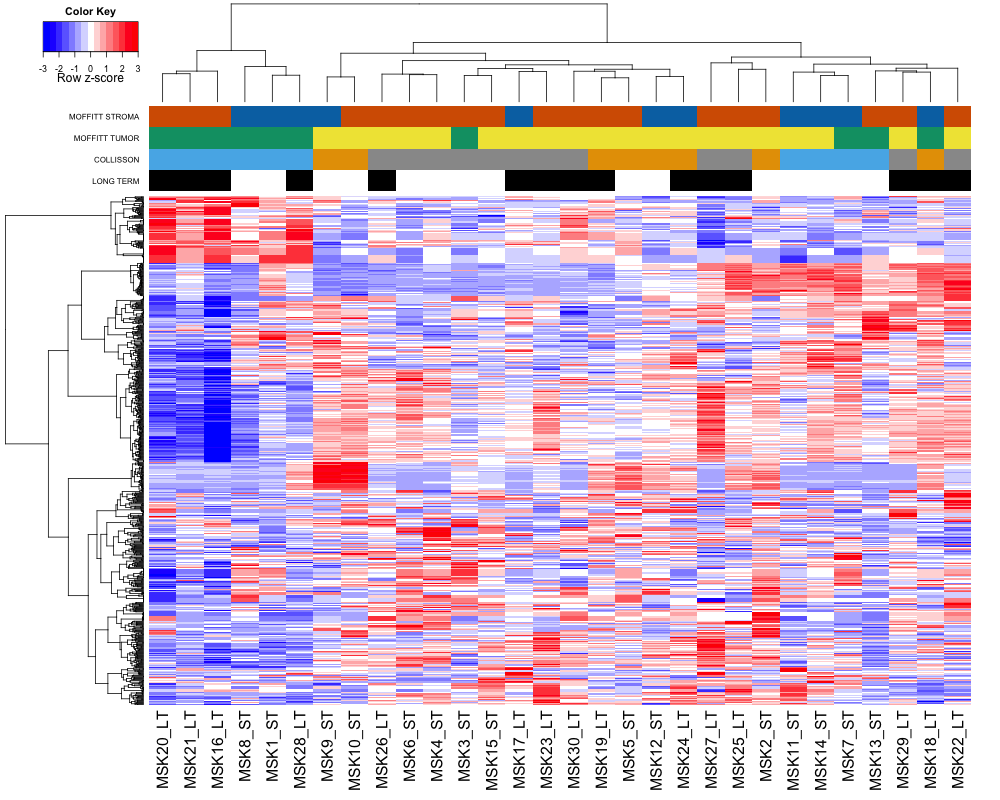 Color Key
-3 -2 -1 0 1 2 3
Row z-score
MOFFITT STROMA
MOFFITT TUMOR
COLLISSON
LONG TERM
MSK20_LT
MSK21_LT
MSK16_LT
MSK8_ST
MSK1_ST
MSK28_LT
MSK9_ST
MSK10_ST
MSK26_LT
MSK6_ST
MSK4_ST
MSK3_ST
MSK15_ST
MSK17_LT
MSK23_LT
MSK30_LT
MSK19_LT
MSK5_ST
MSK12_ST
MSK24_LT
MSK27_LT
MSK25_LT
MSK2_ST
MSK11_ST
MSK14_ST
MSK7_ST
MSK13_ST
MSK29_LT
MSK18_LT
MSK22_LT